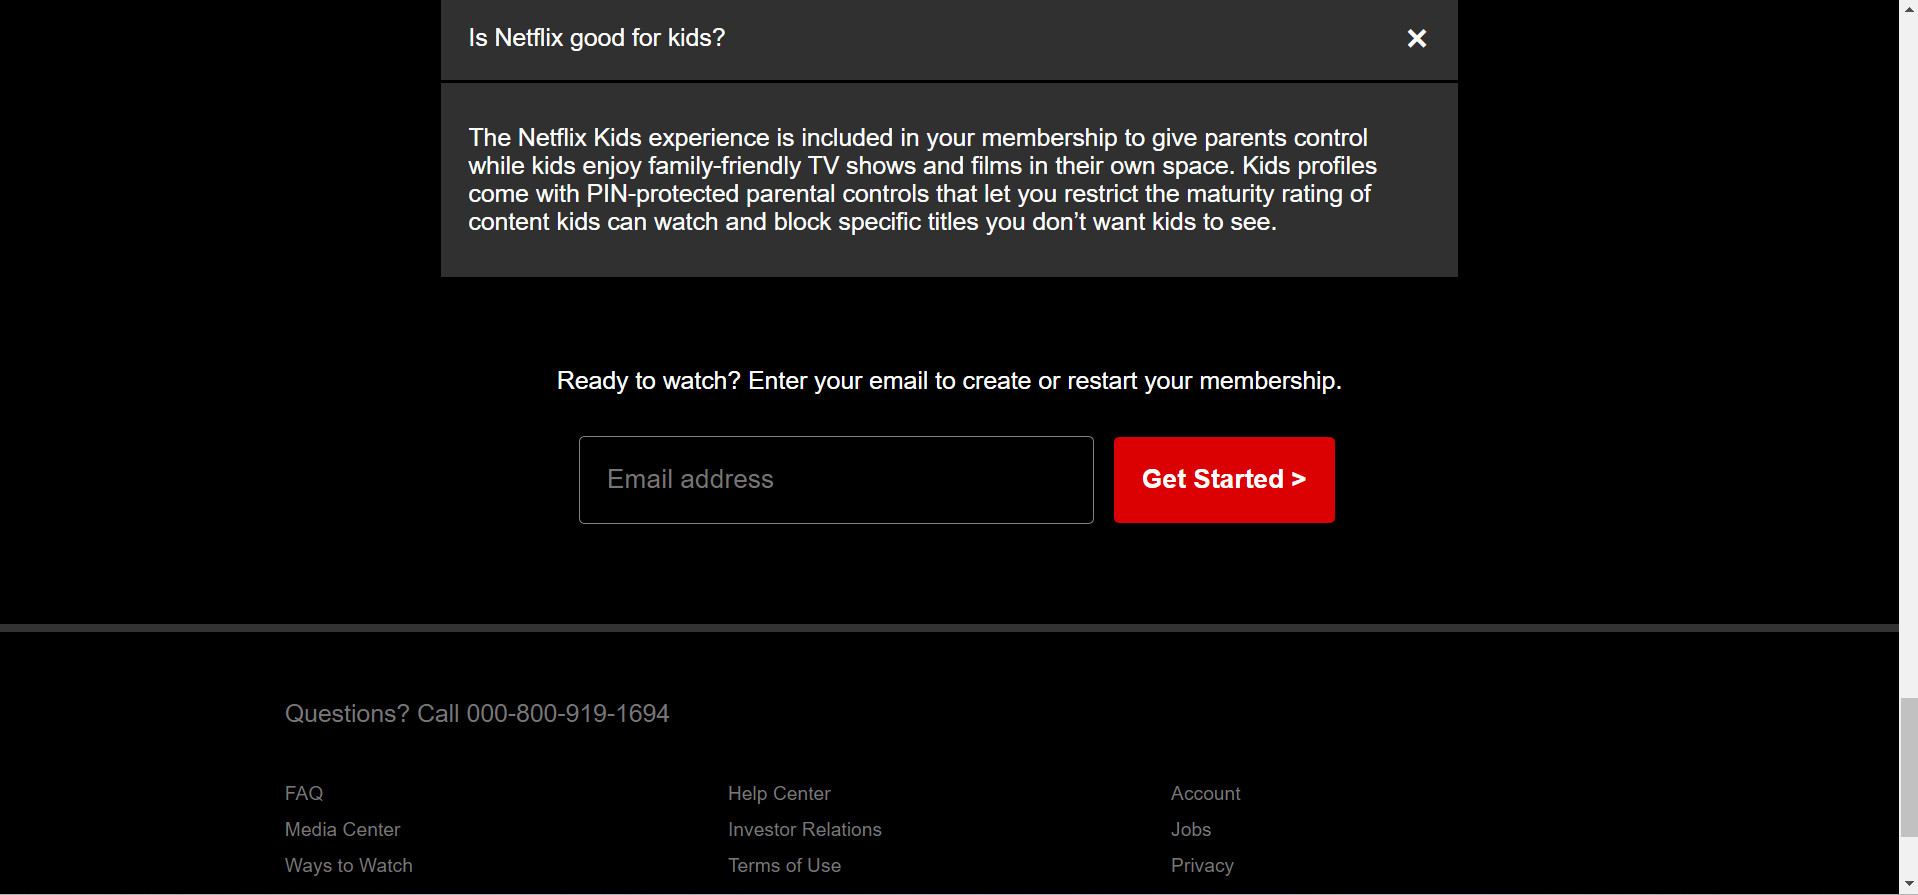 Is Netflix good for kids?
The Netflix Kids experience is included in your membership to give parents control
while kids enjoy family-friendly TV shows and films in their own space. Kids profiles
come with PIN-protected parental controls that let you restrict the maturity rating of
content kids can watch and block specific titles you don’t want kids to see.
Ready to watch? Enter your email to create or restart your membership.
Email address
Get Started >
Questions? Call 000-800-919-1694
FAQ
Help Center
Account
Media Center
Investor Relations
Jobs
Ways to Watch
Terms of Use
Privacy